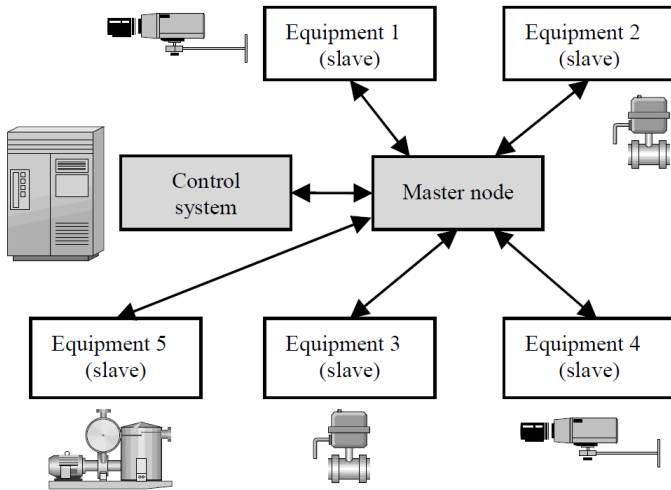 Equipment 1
(slave)
Equipment 2
(slave)
Control
system
Master node
Equipment 5
(slave)
Equipment 3
(slave)
Equipment 4
(slave)